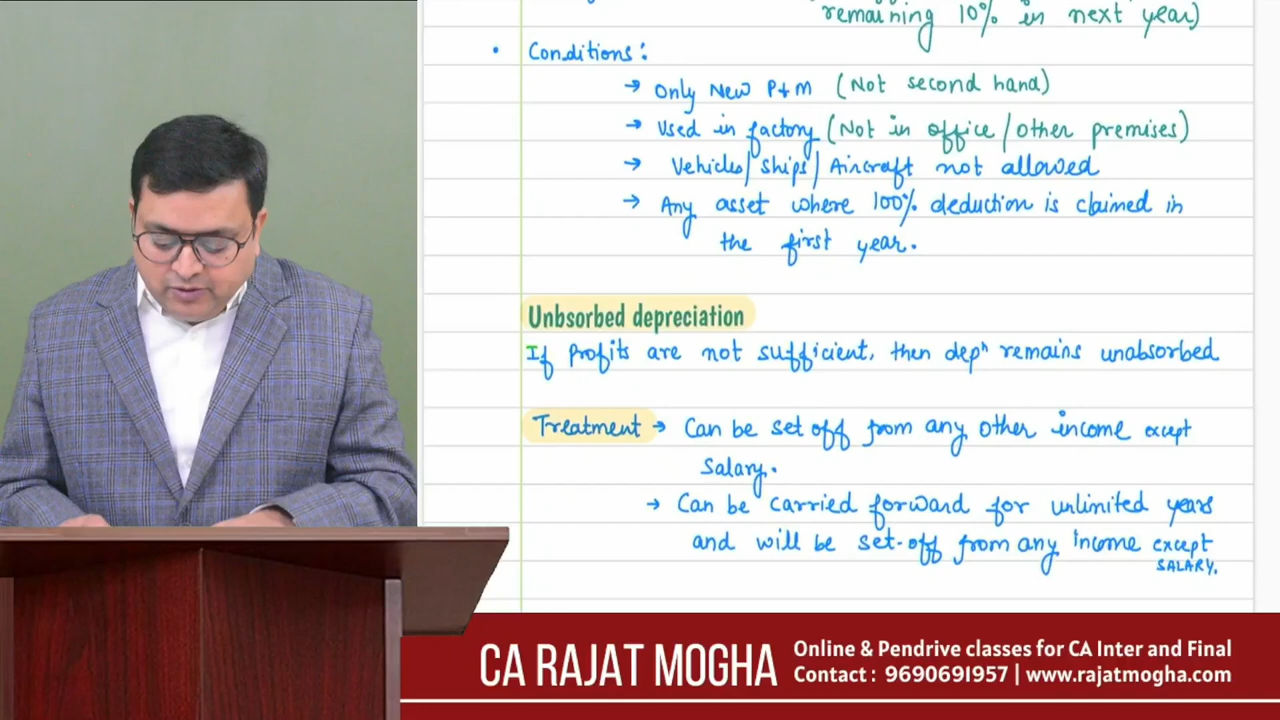 remaining 10% in next year)
• Conditions:
→ Only New P+M (Not second hand)
→ Used in factory (Not in office/other premises)
→ Vehicles/ships/Aircraft not allowed
→ Any asset where 100% deduction is claimed in
the first year.
Unbsorbed depreciation
If Profits are not sufficient, then depⁿ remains unabsorbed
Treatment → Can be set off from any other income except
Salary.
→ Can be carried forward for unlimited years
and will be set-off from any income except
SALARY.
CA RAJAT MOGHA
Online & Pendrive classes for CA Inter and Final
Contact : 9690691957 | www.rajatmogha.com